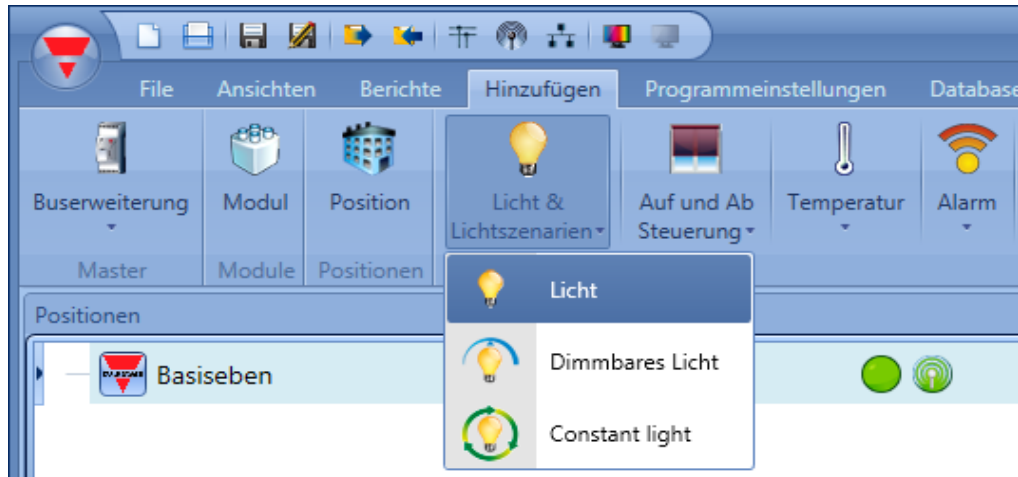 File Ansichten Berichte Hinzufügen Programmeinstellungen Database
Buserweiterung Modul Position Licht & Auf und Ab Temperatur Alarm
Lichtszenarien Steuerung
Master Module Positionen
Licht
Positionen
Dimmbares Licht
Basiseben
Constant light